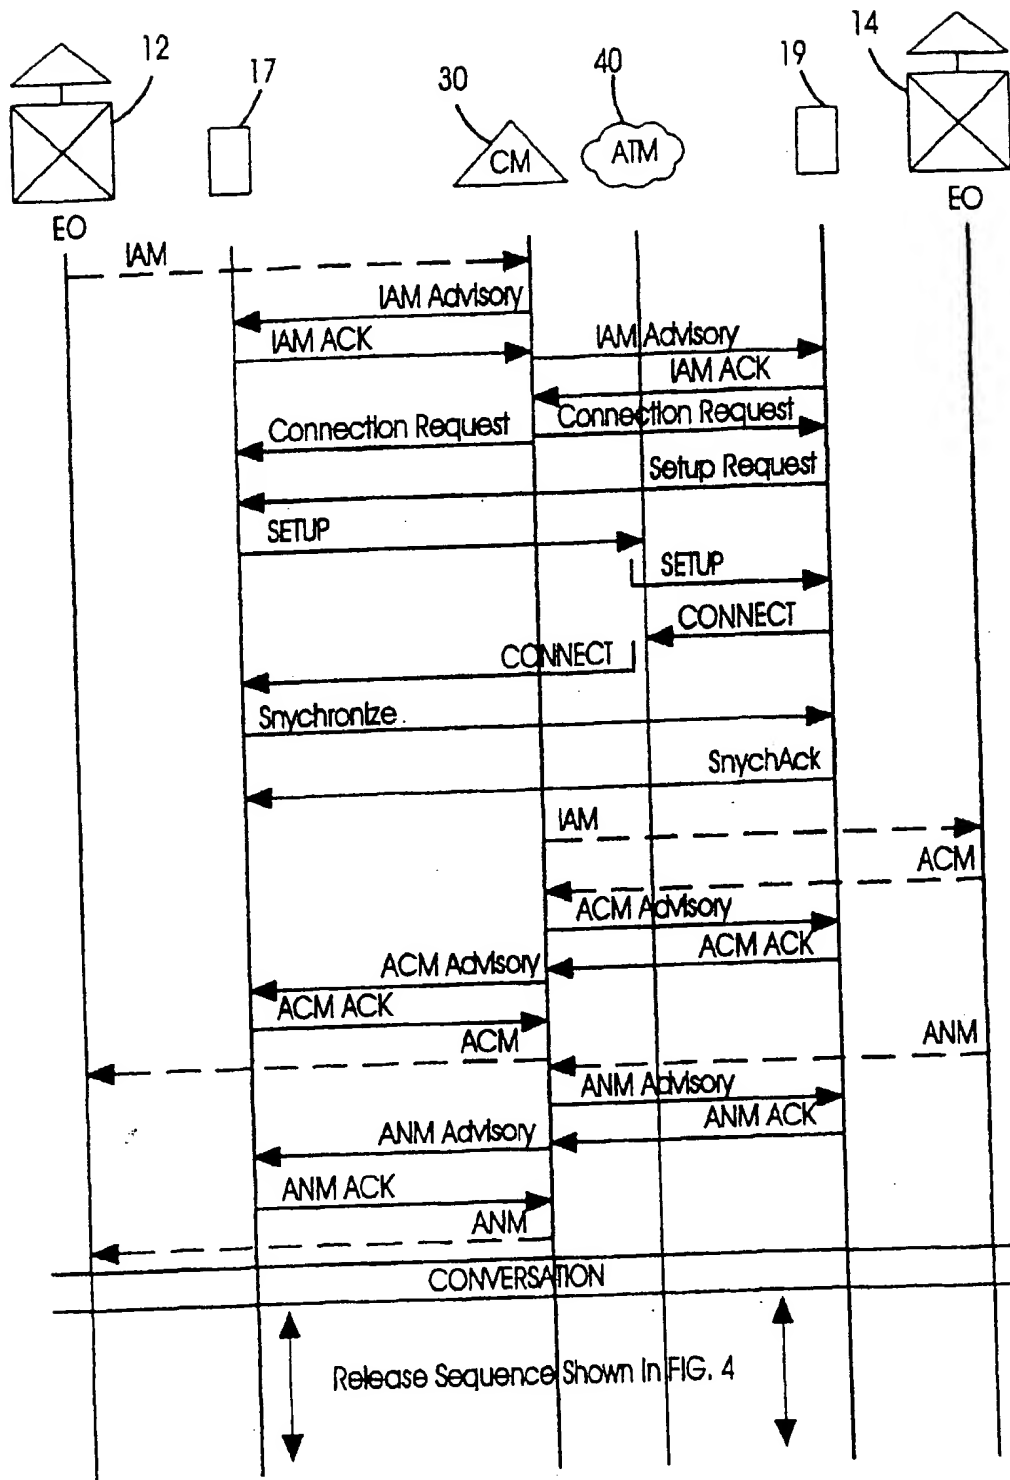 12
17
30
40
19
14
CM
ATM
EO
EO
IAM
IAM Advisory
IAM ACK
IAM Advisory
IAM ACK
Connection Request
Connection Request
Setup Request
SETUP
SETUP
CONNECT
CONNECT
Snychronize
SnychAck
IAM
ACM
ACM Advisory
ACM ACK
ACM Advisory
ACM ACK
ACM
ANM
ANM Advisory
ANM ACK
ANM Advisory
ANM ACK
ANM
CONVERSATION
Release Sequence Shown In FIG. 4